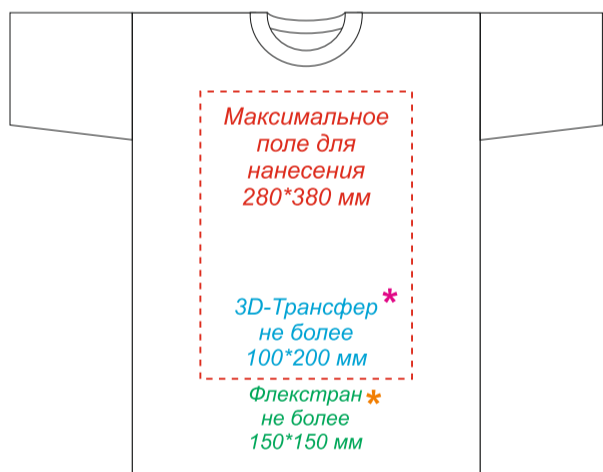 Максимальное
поле для
нанесения
280*380 мм
3D-Трансфер *
не более
100*200 мм
Флекстран *
не более
150*150 мм